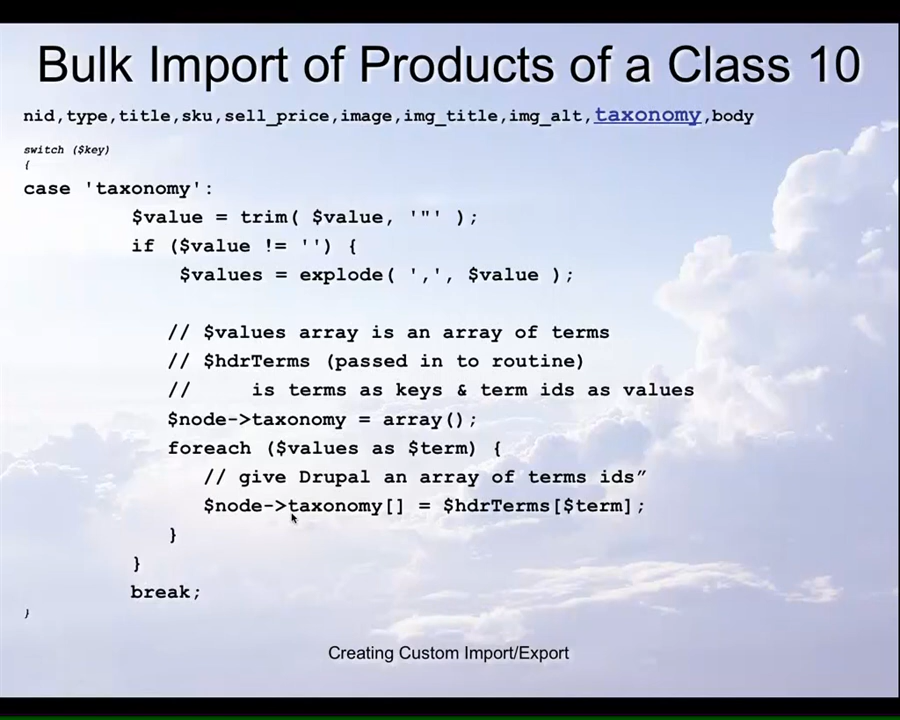 Bulk Import of Products of a Class 10
nid,type,title,sku,sell_price,image,img_title,img_alt,taxonomy,body
switch ($key)
{
case 'taxonomy':
$value = trim( $value, '"' );
if ($value != '') {
$values = explode( ',', $value );
// $values array is an array of terms
// $hdrTerms (passed in to routine)
// is terms as keys & term ids as values
$node->taxonomy = array();
foreach ($values as $term) {
// give Drupal an array of terms ids”
$node->taxonomy[] = $hdrTerms[$term];
}
}
break;
}
Creating Custom Import/Export